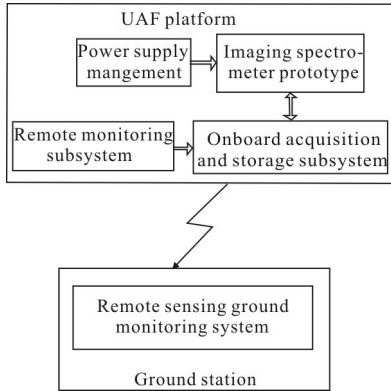 UAF platform
Power supply
mangement
Imaging spectro-
meter prototype
Remote monitoring
subsystem
Onboard acquisition
and storage subsystem
Remote sensing ground
monitoring system
Ground station